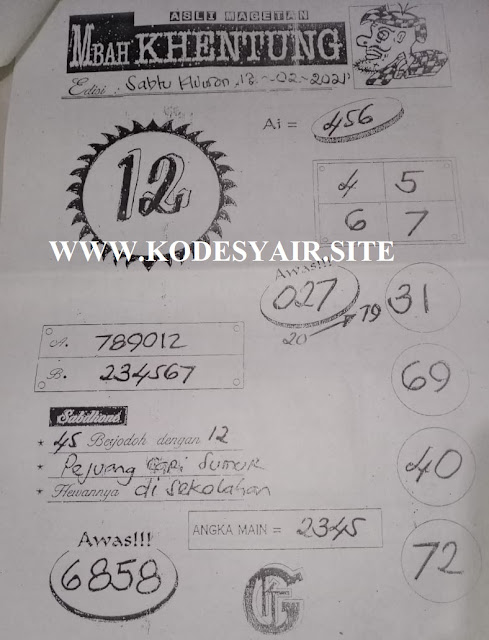 ASLI MAGETAN
MBAH KHENTUNG
Edisi : Sabtu Kliwon, 13-02-2021
Ai = 456
12
4 5
6 7
WWW.KODESYAIR.SITE
Awas!!!
027
20 → 79
31
A. 789012
B. 234567
69
Sabdhone
* 45 Berjodoh dengan 12
* Pejuang Sumur
* Hewannya di sekolahan
40
ANGKA MAIN = 2345
Awas!!!
6858
72